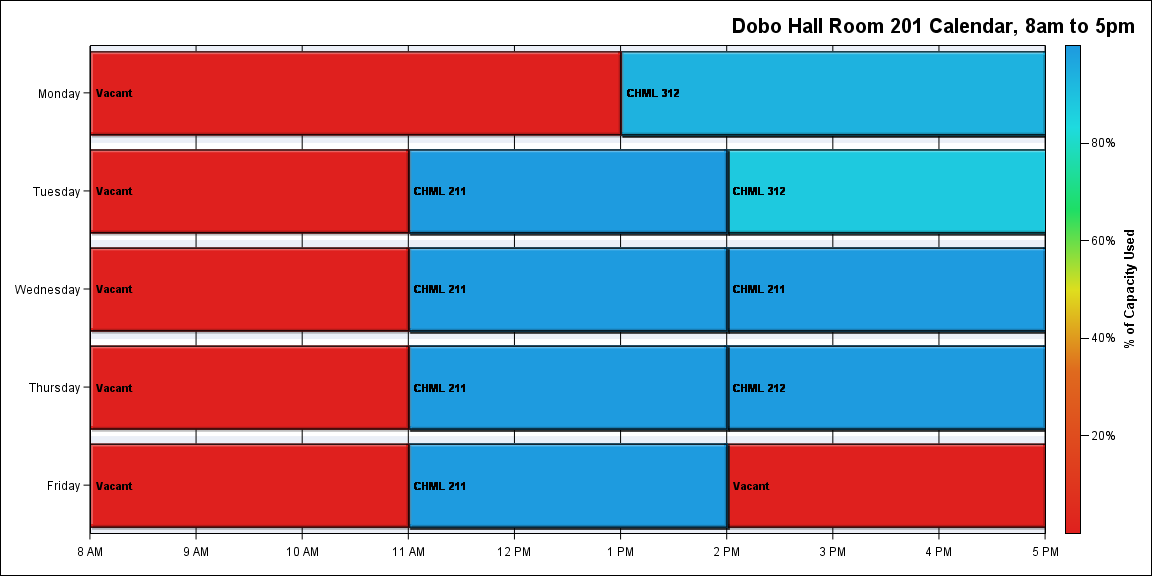 Dobo Hall Room 201 Calendar, 8am to 5pm
Monday
Vacant
CHML 312
Tuesday
Vacant
CHML 211
CHML 312
Wednesday
Vacant
CHML 211
CHML 211
Thursday
Vacant
CHML 211
CHML 212
Friday
Vacant
CHML 211
Vacant
8 AM 9 AM 10 AM 11 AM 12 PM 1 PM 2 PM 3 PM 4 PM 5 PM
80%
60%
40%
20%
% of Capacity Used